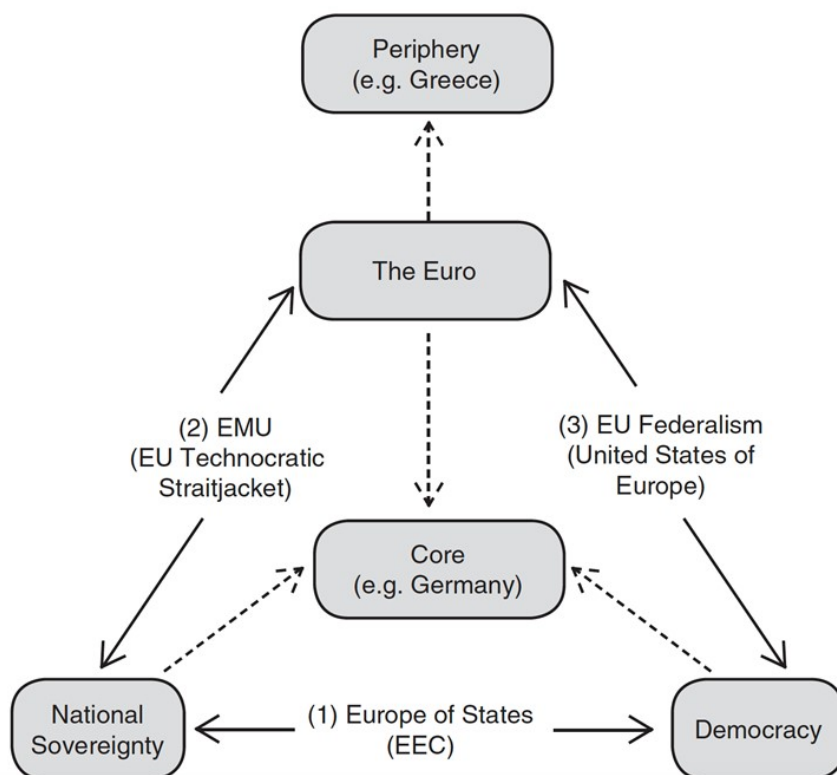 Periphery
(e.g. Greece)
The Euro
(2) EMU
(EU Technocratic
Straitjacket)
(3) EU Federalism
(United States of
Europe)
Core
(e.g. Germany)
National
Sovereignty
(1) Europe of States
(EEC)
Democracy